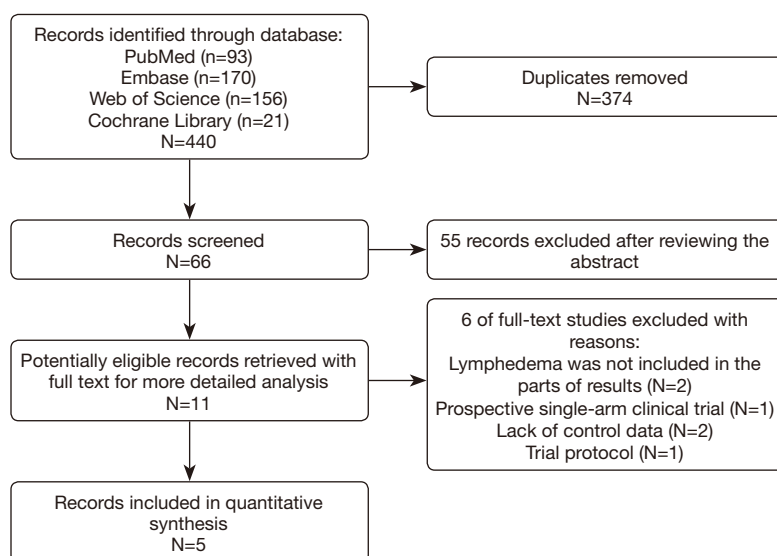 Records identified through database:
PubMed (n=93)
Embase (n=170)
Web of Science (n=156)
Cochrane Library (n=21)
N=440
Duplicates removed
N=374
Records screened
N=66
55 records excluded after reviewing the
abstract
Potentially eligible records retrieved with
full text for more detailed analysis
N=11
6 of full-text studies excluded with
reasons:
Lymphedema was not included in the
parts of results (N=2)
Prospective single-arm clinical trial (N=1)
Lack of control data (N=2)
Trial protocol (N=1)
Records included in quantitative
synthesis
N=5